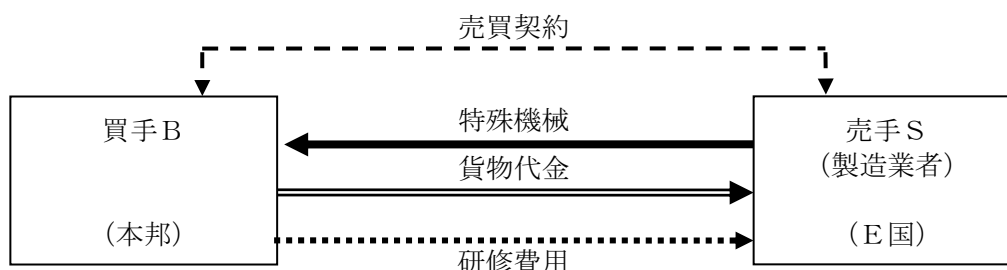 売買契約
買手B
特殊機械
売手S
(製造業者)
貨物代金
(本邦)
(E国)
研修費用